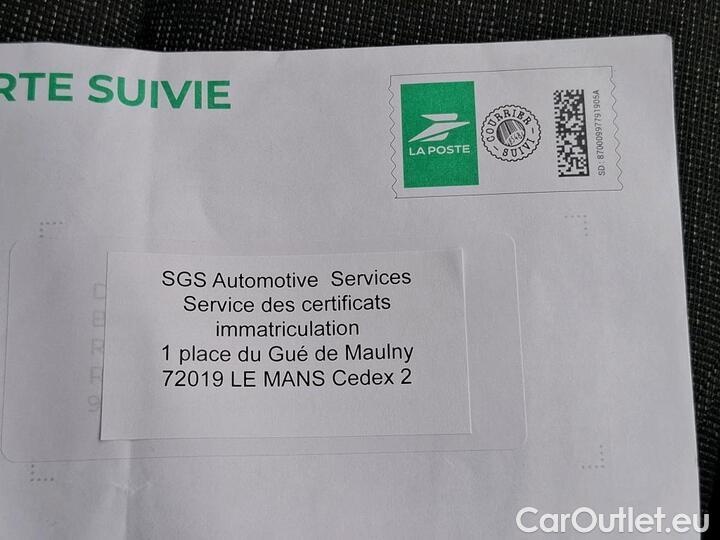 RTE SUIVIE
LA POSTE
COURRIER
SUIVI
SD: 87000997791905A
SGS Automotive Services
Service des certificats
immatriculation
1 place du Gué de Maulny
72019 LE MANS Cedex 2
CarOutlet.eu